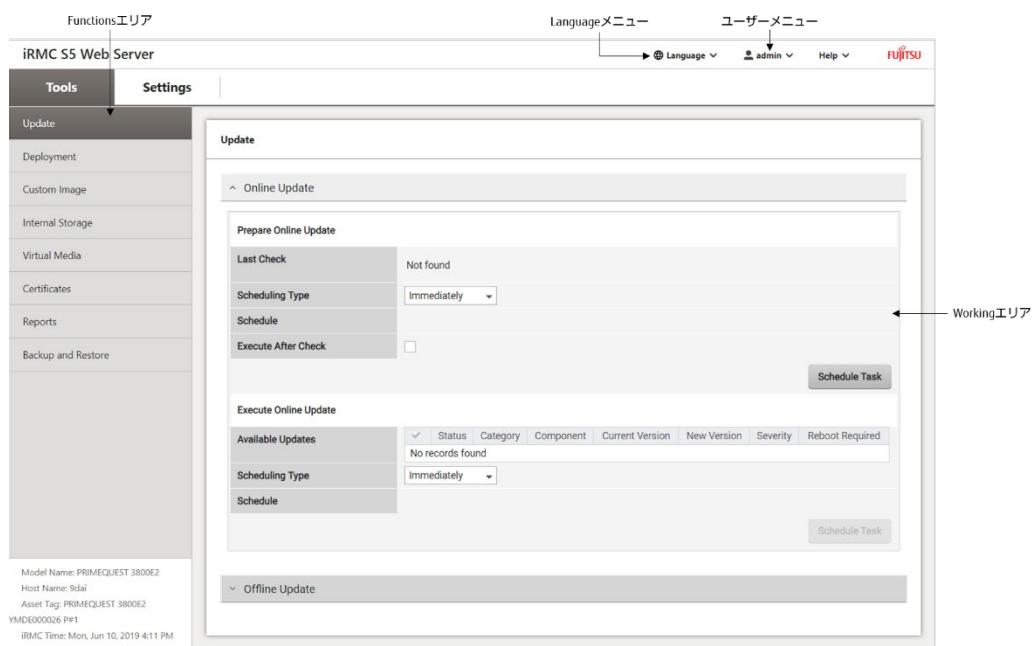 Functionsエリア
Languageメニュー
ユーザーメニュー
iRMC S5 Web Server
Language
admin
Help
FUJITSU
Tools
Settings
Update
Deployment
Custom Image
Internal Storage
Virtual Media
Certificates
Reports
Backup and Restore
Update
Online Update
Prepare Online Update
Last Check
Not found
Scheduling Type
Immediately
Schedule
Execute After Check
Schedule Task
Workingエリア
Execute Online Update
Available Updates
Status Category Component Current Version New Version Severity Reboot Required
No records found
Scheduling Type
Immediately
Schedule
Schedule Task
Offline Update
Model Name: PRIMEQUEST 3800E2
Host Name: 9dai
Asset Tag: PRIMEQUEST 3800E2
YMDE000026 P#1
iRMC Time: Mon, Jun 10, 2019 4:11 PM